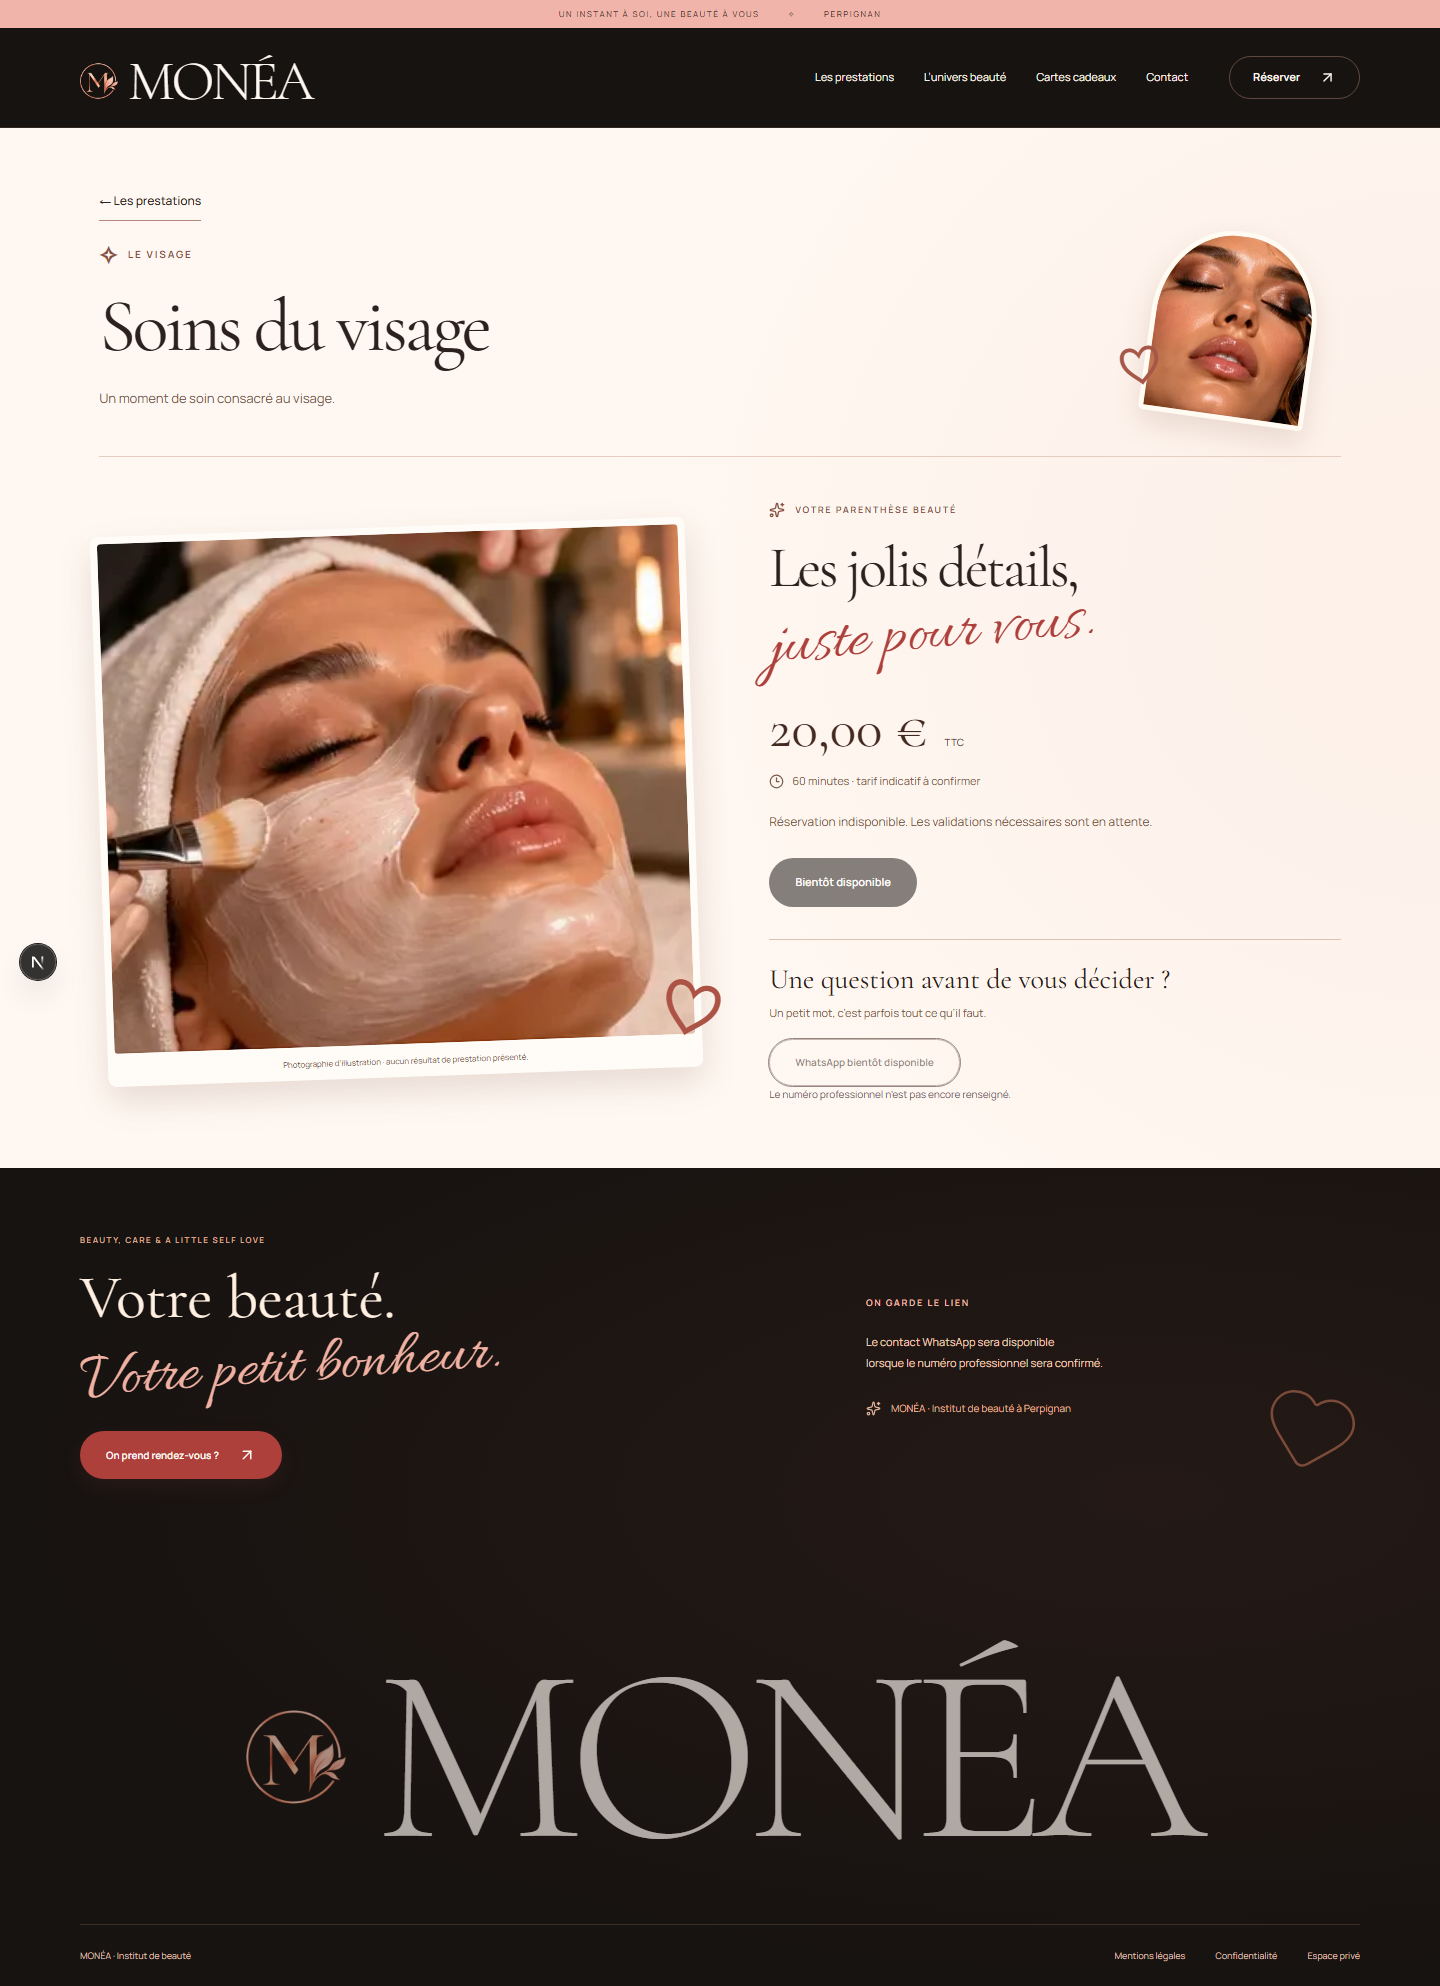 UN INSTANT À SOI, UNE BEAUTÉ À VOUS ✧ PERPIGNAN
M MONÉA
Les prestations L'univers beauté Cartes cadeaux Contact Réserver ↗
← Les prestations
LE VISAGE
Soins du visage
Un moment de soin consacré au visage.
VOTRE PARENTHÈSE BEAUTÉ
Les jolis détails,
juste pour vous.
20,00 € TTC
60 minutes · tarif indicatif à confirmer
Réservation indisponible. Les validations nécessaires sont en attente.
Bientôt disponible
N
Une question avant de vous décider ?
Un petit mot, c'est parfois tout ce qu'il faut.
WhatsApp bientôt disponible
Le numéro professionnel n'est pas encore renseigné.
Photographie d'illustration · aucun résultat de prestation présenté.
BEAUTY, CARE & A LITTLE SELF LOVE
Votre beauté.
Votre petit bonheur.
On prend rendez-vous ? ↗
ON GARDE LE LIEN
Le contact WhatsApp sera disponible
lorsque le numéro professionnel sera confirmé.
MONÉA · Institut de beauté à Perpignan
M MONÉA
MONÉA · Institut de beauté
Mentions légales Confidentialité Espace privé